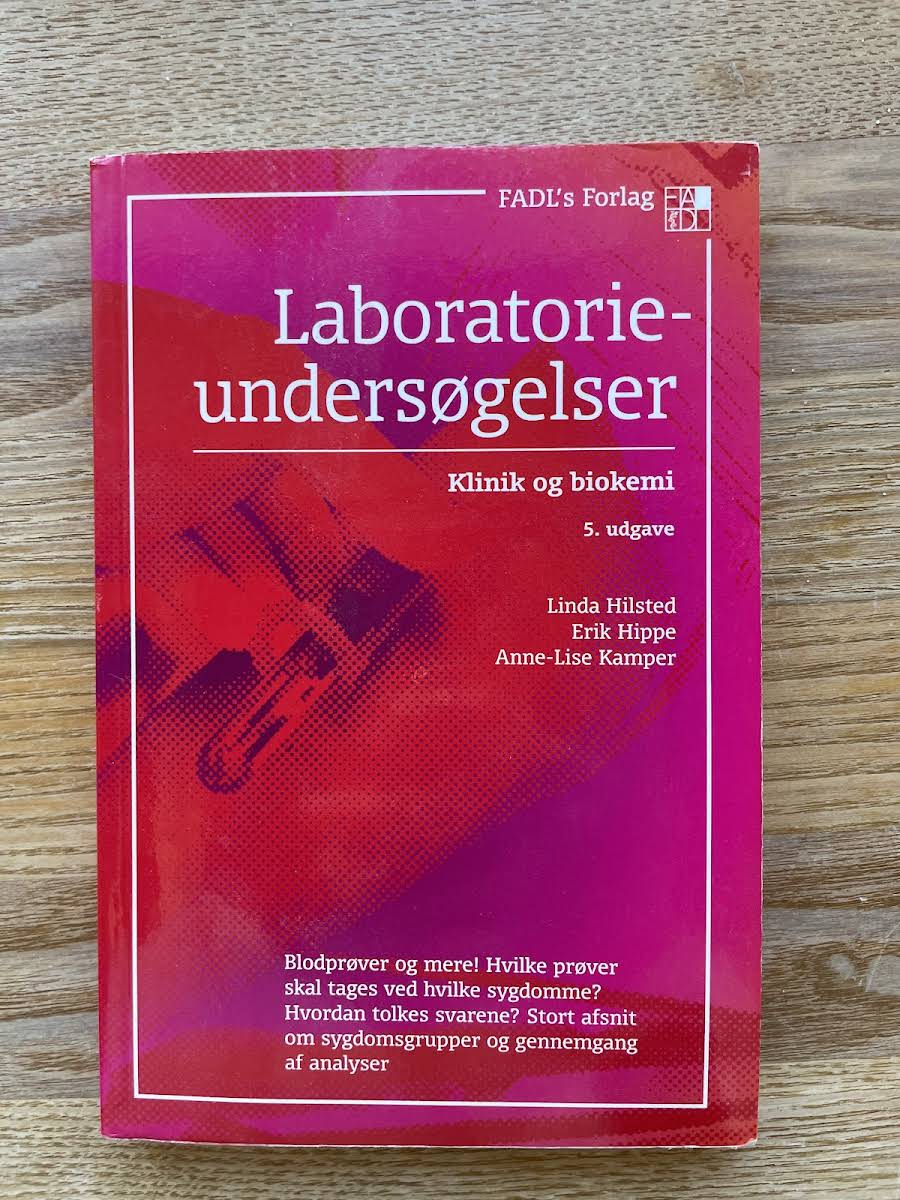 FADL's Forlag
FADL
Laboratorie-
undersøgelser
Klinik og biokemi
5. udgave
Linda Hilsted
Erik Hippe
Anne-Lise Kamper
Blodprøver og mere! Hvilke prøver
skal tages ved hvilke sygdomme?
Hvordan tolkes svarene? Stort afsnit
om sygdomsgrupper og gennemgang
af analyser